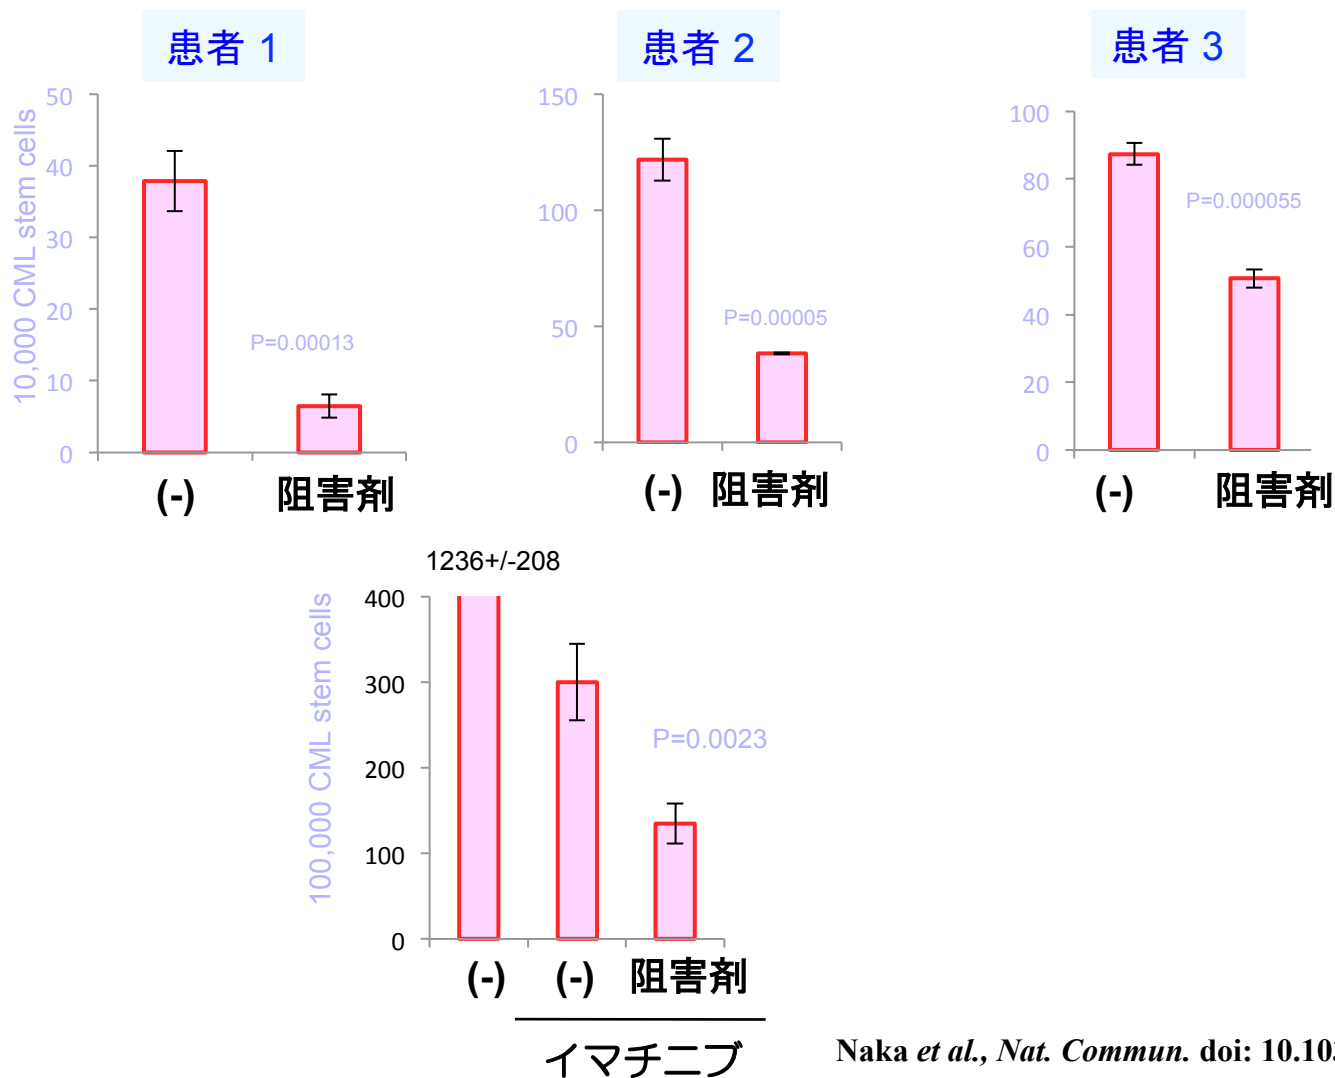 患者 1
患者 2
患者 3
10,000 CML stem cells
50
40
30
20
10
0
P=0.00013
(-) 阻害剤
150
100
50
0
P=0.00005
(-) 阻害剤
100
80
60
40
20
0
P=0.000055
(-) 阻害剤
1236+/-208
100,000 CML stem cells
400
300
200
100
0
P=0.0023
(-) (-) 阻害剤
イマチニブ
Naka et al., Nat. Commun. doi: 10.103